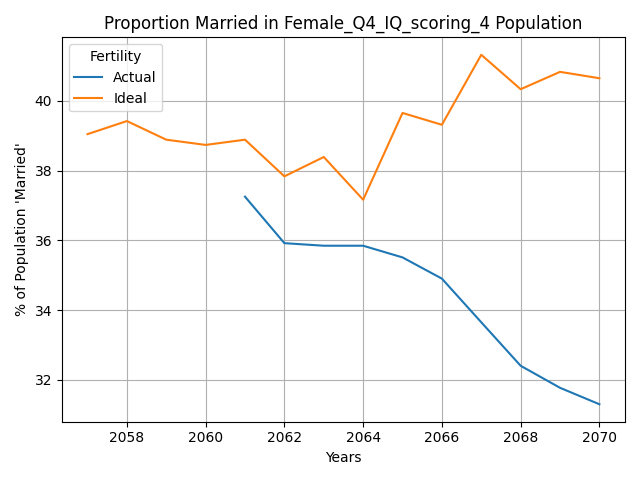 Proportion Married in Female_Q4_IQ_scoring_4 Population
Fertility
Actual
Ideal
% of Population 'Married'
40
38
36
34
32
2058 2060 2062 2064 2066 2068 2070
Years